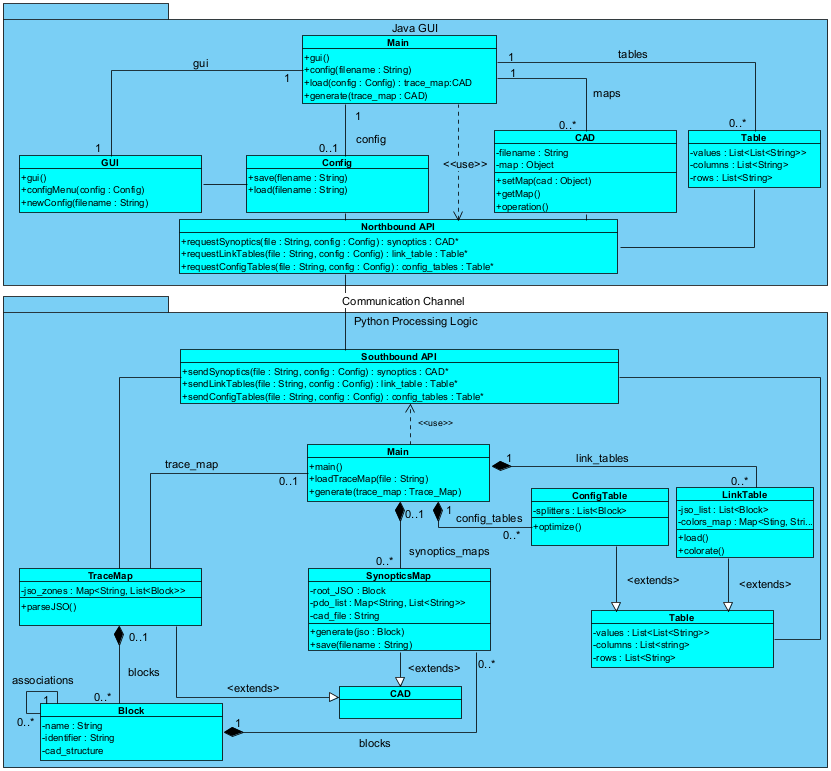 Java GUI
Main
+gui()
+config(filename : String)
+load(config : Config) : trace_map:CAD
+generate(trace_map : CAD)
gui
1
1
1
config
0..1
<<use>>
1
tables
1
maps
0..*
0..*
GUI
+gui()
+configMenu(config : Config)
+newConfig(filename : String)
Config
+save(flename : String)
+load(filename : String)
CAD
-filename : String
-map : Object
+setMap(cad : Object)
+getMap()
+operation()
Table
-values : List<List<String>>
-columns : List<String>
-rows : List<String>
Northbound API
+requestSynoptics(file : String, config : Config) : synoptics : CAD*
+requestLinkTables(file : String, config : Config) : link_table : Table*
+requestConfigTables(file : String, config : Config) : config_tables : Table*
Communication Channel
Python Processing Logic
Southbound API
+sendSynoptics(file : String, config : Config) : synoptics : CAD*
+sendLinkTables(file : String, config : Config) : link_table : Table*
+sendConfigTables(file : String, config : Config) : config_tables : Table*
<<use>>
Main
+main()
+loadTraceMap(file : String)
+generate(trace_map : Trace_Map)
trace_map
0..1
1
link_tables
0..*
0..1
synoptics_maps
0..*
1
config_tables
0..*
ConfigTable
-splitters : List<Block>
+optimize()
LinkTable
-jso_list : List<Block>
-colors_map : Map<Sting, Stri...
+load()
+colorate()
TraceMap
-jso_zones : Map<String, List<Block>>
+parseJSO()
SynopticsMap
-root_JSO : Block
-pdo_list : Map<String, List<String>>
-cad_file : String
+generate(jso : Block)
+save(filename : String)
<extends>
<extends>
Table
-values : List<List<String>>
-columns : List<string>
-rows : List<String>
0..1
blocks
0..*
<extends>
<extends>
0..*
CAD
associations
1
0..*
Block
-name : String
-identifier : String
-cad_structure
1
blocks